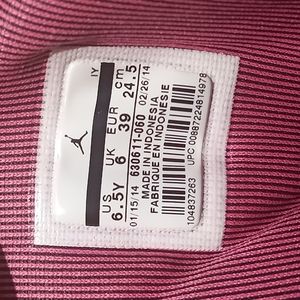 IY
US UK EUR cm
6.5Y 6 39 24.5
01/15/14 630611-060 02/26/14
MADE IN INDONESIA
FABRIQUE EN INDONESIE
UPC 00887224814978
104837263